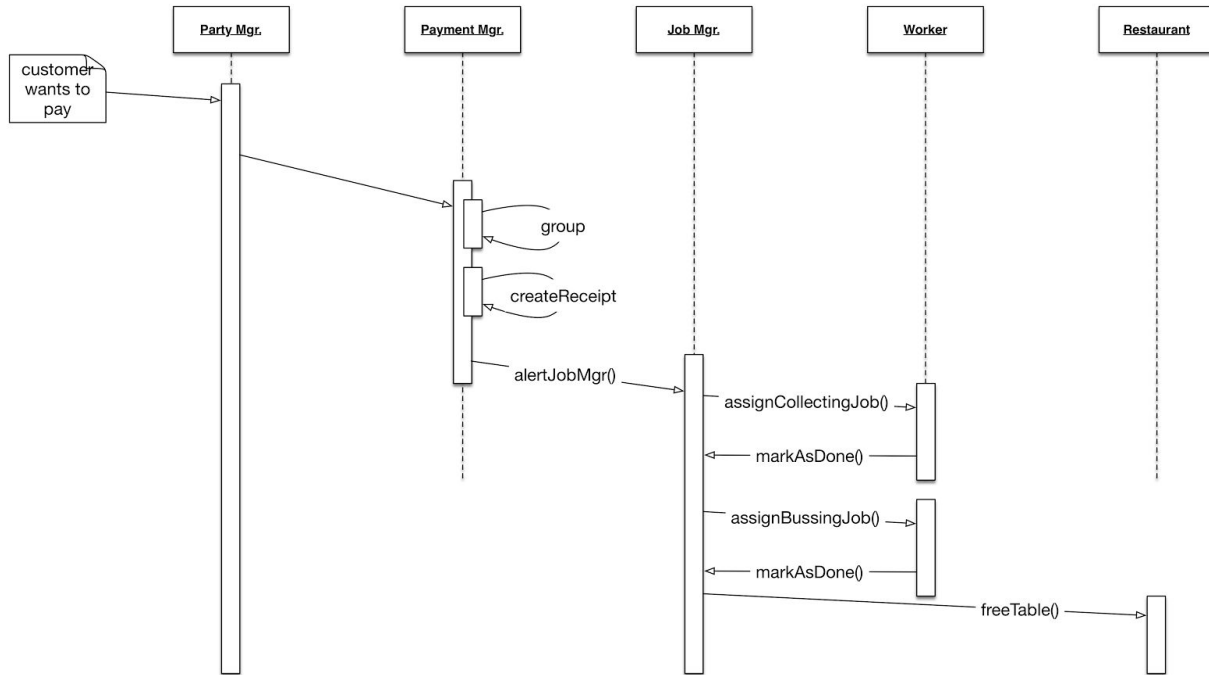 Party Mgr.
Payment Mgr.
Job Mgr.
Worker
Restaurant
customer
wants to
pay
group
createReceipt
alertJobMgr()
assignCollectingJob()
markAsDone()
assignBussingJob()
markAsDone()
freeTable()